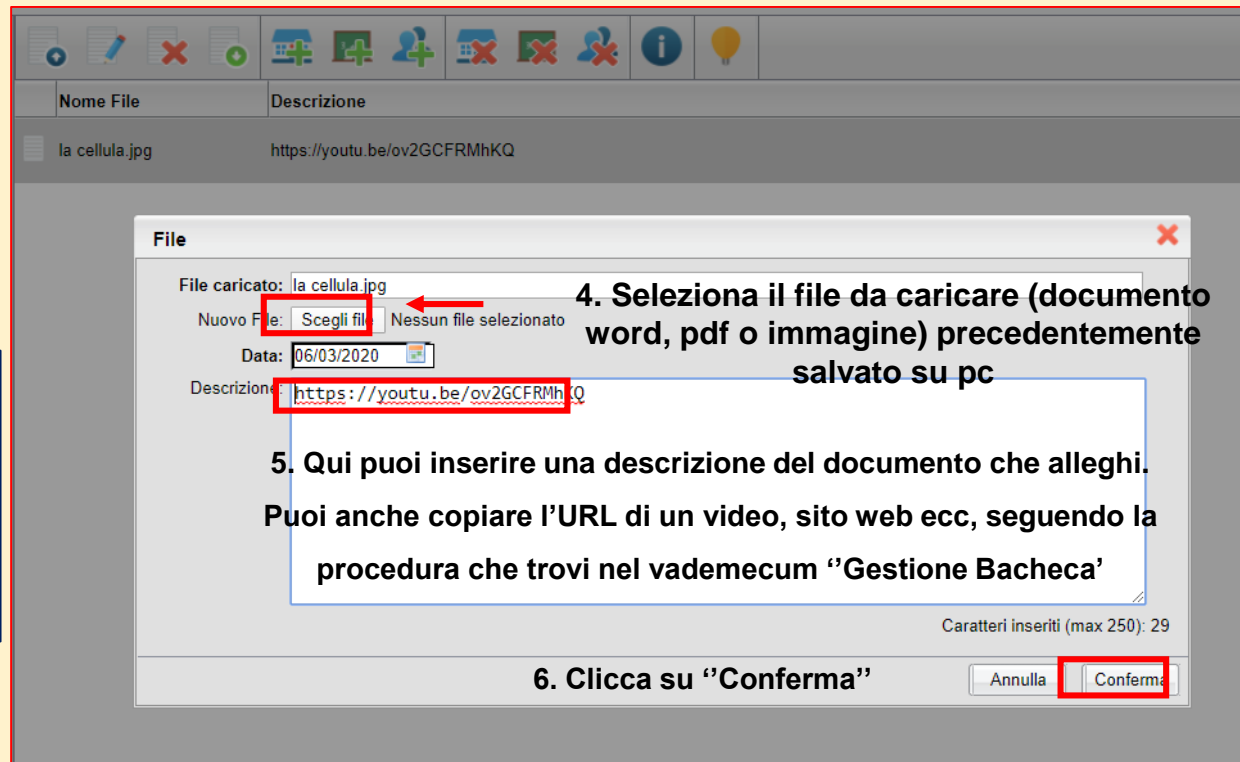 Nome File Descrizione
la cellula.jpg https://youtu.be/ov2GCFRMhKQ
File
File caricato: la cellula.jpg
Nuovo File: Scegli file Nessun file selezionato
4. Seleziona il file da caricare (documento
word, pdf o immagine) precedentemente
salvato su pc
Data: 06/03/2020
Descrizione: https://youtu.be/ov2GCFRMhKQ
5. Qui puoi inserire una descrizione del documento che alleghi.
Puoi anche copiare l’URL di un video, sito web ecc, seguendo la
procedura che trovi nel vademecum ‘’Gestione Bacheca’
Caratteri inseriti (max 250): 29
6. Clicca su ‘’Conferma’’
Annulla Conferma